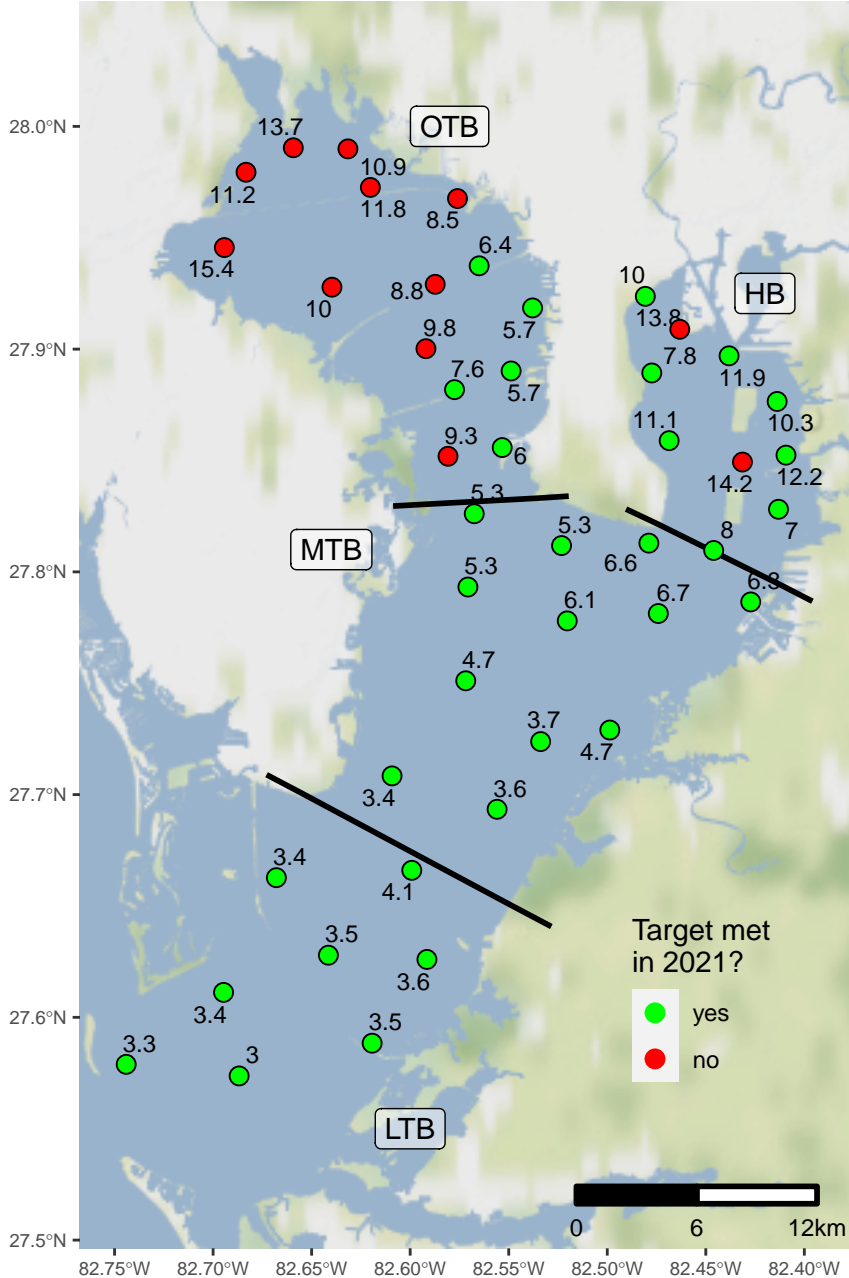 28.0°N
27.9°N
27.8°N
27.7°N
27.6°N
27.5°N
OTB
13.7
11.2
10.9
11.8
8.5
15.4
6.4
10
8.8
5.7
9.8
7.6
5.7
9.3
6
HB
10
13.8
7.8
11.9
11.1
10.3
14.2
12.2
7
8
6.3
5.3
MTB
5.3
6.6
5.3
6.1
6.7
4.7
3.7
4.7
3.4
3.6
3.4
4.1
3.5
3.6
3.4
3.5
3.3
3
LTB
Target met
in 2021?
yes
no
0 6 12km
82.75°W 82.70°W 82.65°W 82.60°W 82.55°W 82.50°W 82.45°W 82.40°W